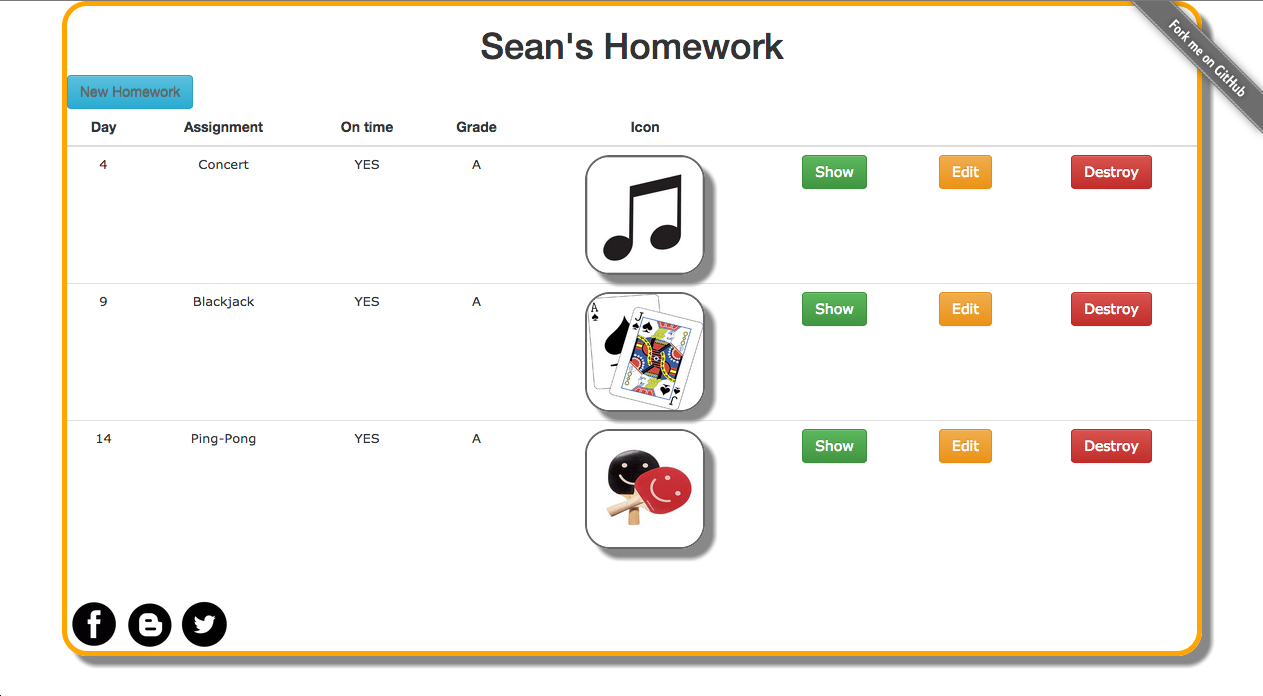 Sean's Homework
Fork me on GitHub
New Homework
Day Assignment On time Grade Icon
4 Concert YES A Show Edit Destroy
9 Blackjack YES A Show Edit Destroy
A J
J
14 Ping-Pong YES A Show Edit Destroy